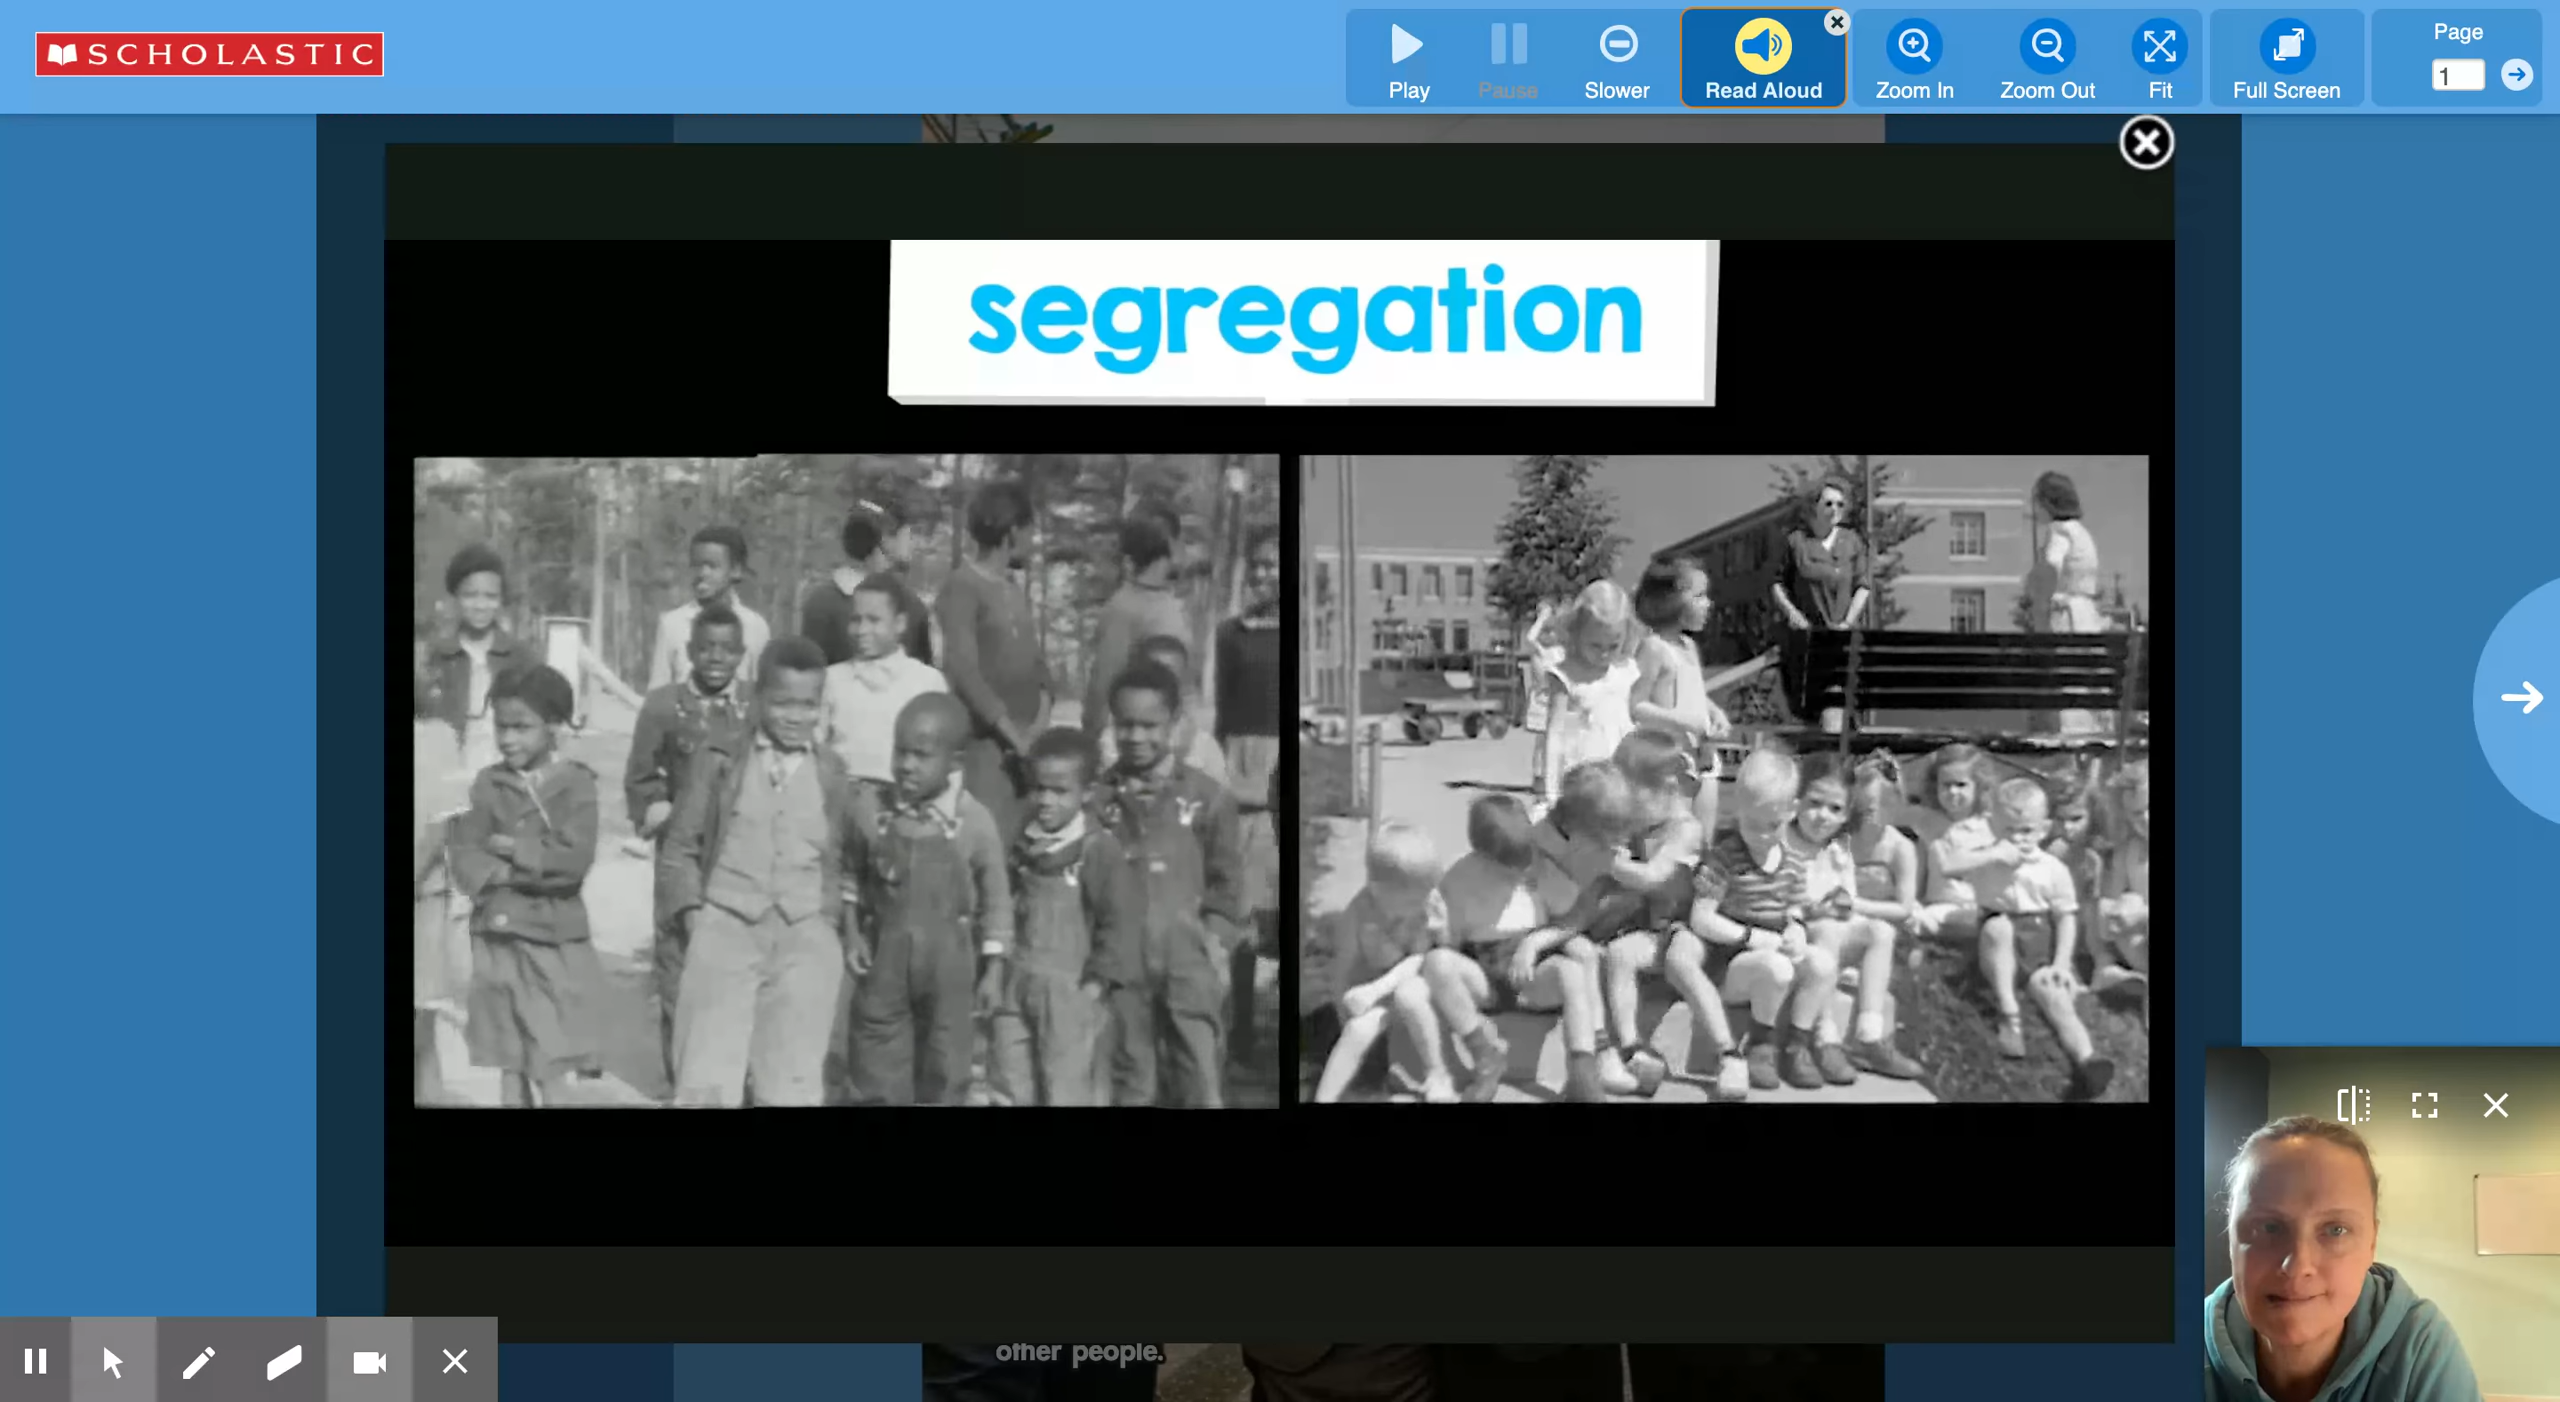 SCHOLASTIC
Play
Pause
Slower
Read Aloud
Zoom In
Zoom Out
Fit
Full Screen
Page
1
segregation
other people.